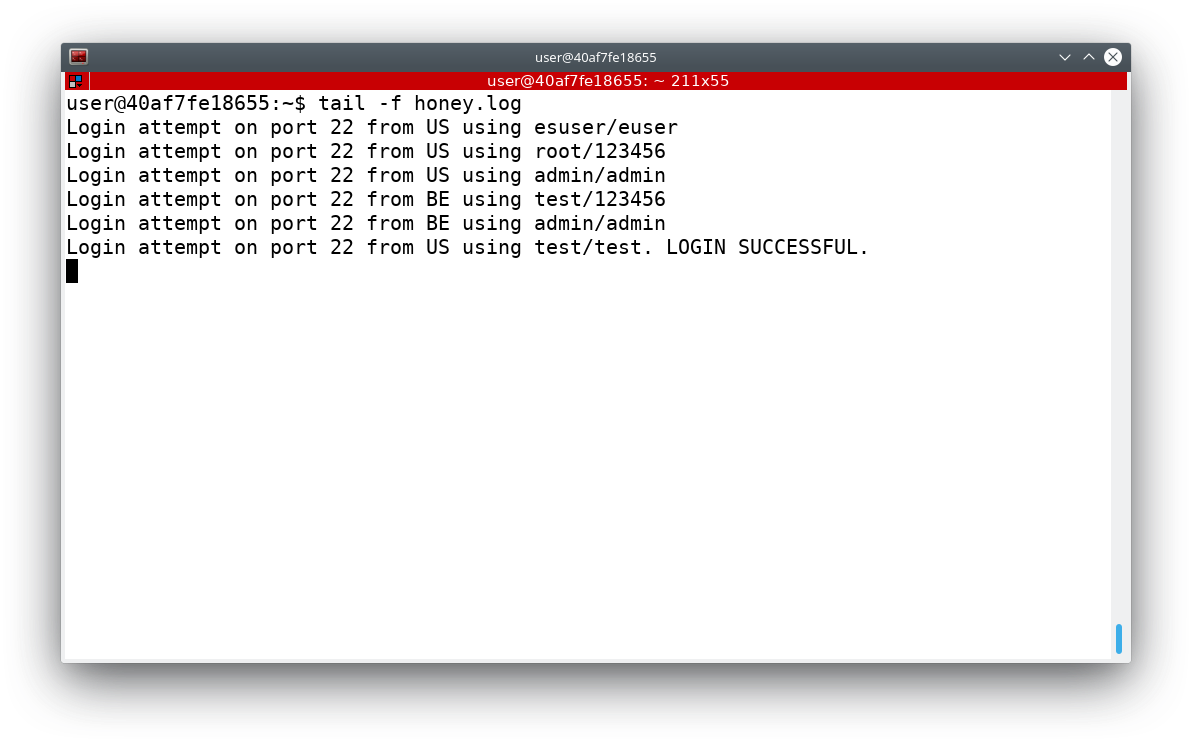 user@40af7fe18655
user@40af7fe18655: ~ 211x55
user@40af7fe18655:~$ tail -f honey.log
Login attempt on port 22 from US using esuser/euser
Login attempt on port 22 from US using root/123456
Login attempt on port 22 from US using admin/admin
Login attempt on port 22 from BE using test/123456
Login attempt on port 22 from BE using admin/admin
Login attempt on port 22 from US using test/test. LOGIN SUCCESSFUL.